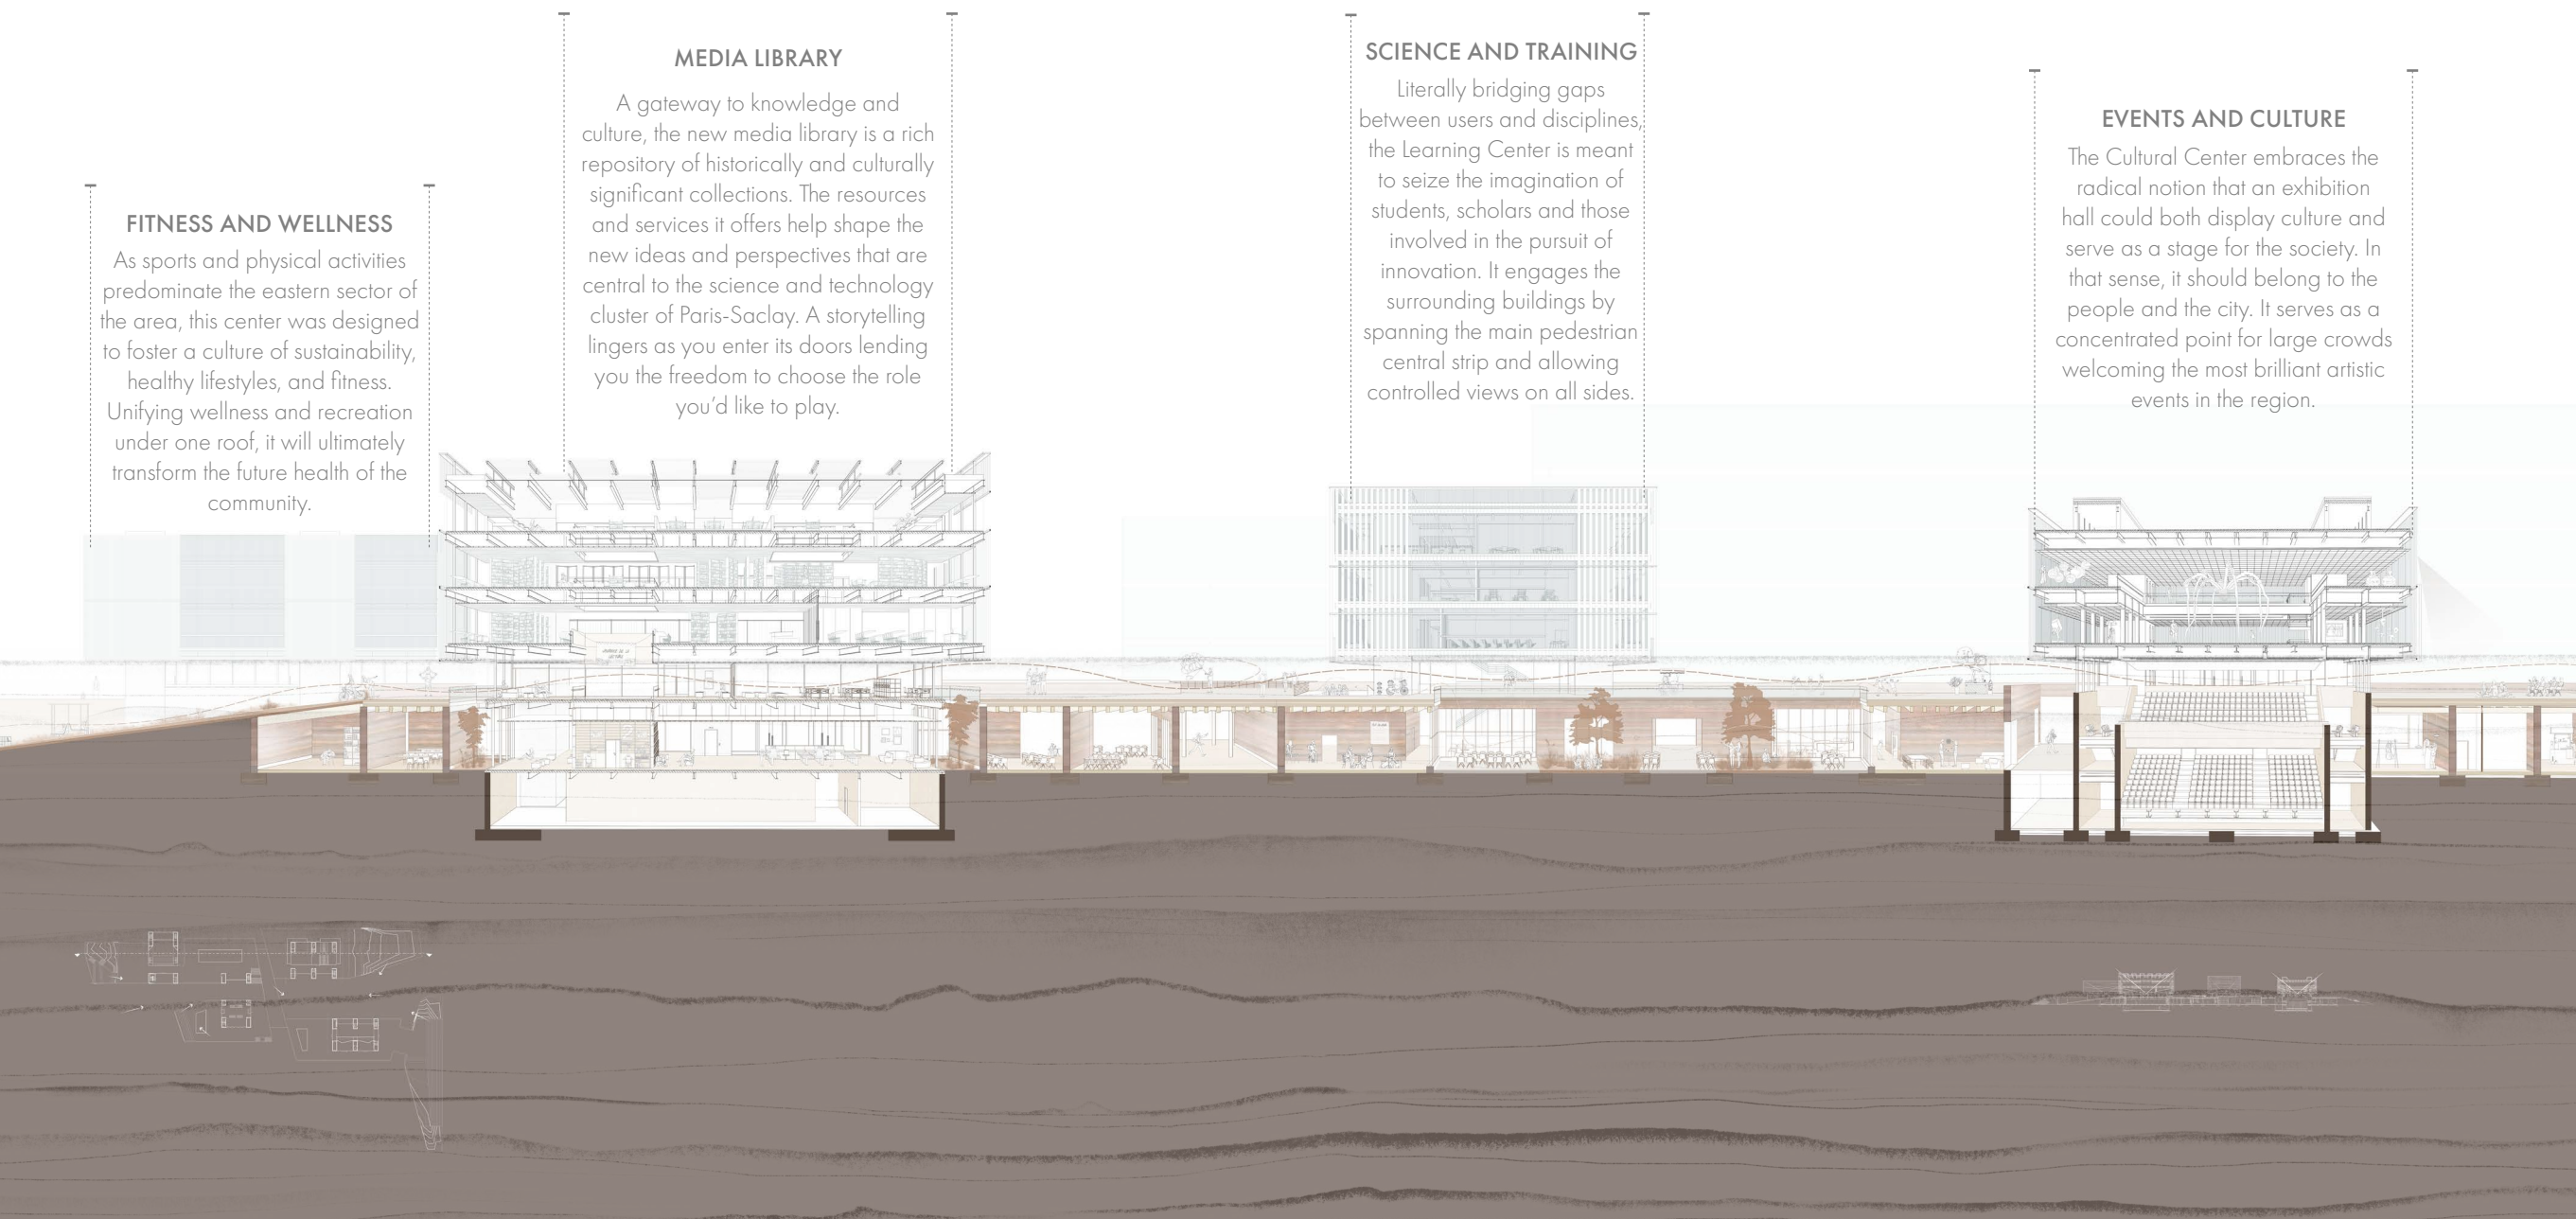 FITNESS AND WELLNESS
As sports and physical activities
predominate the eastern sector of
the area, this center was designed
to foster a culture of sustainability,
healthy lifestyles, and fitness.
Unifying wellness and recreation
under one roof, it will ultimately
transform the future health of the
community.
MEDIA LIBRARY
A gateway to knowledge and
culture, the new media library is a rich
repository of historically and culturally
significant collections. The resources
and services it offers help shape the
new ideas and perspectives that are
central to the science and technology
cluster of Paris-Saclay. A storytelling
lingers as you enter its doors lending
you the freedom to choose the role
you'd like to play.
SCIENCE AND TRAINING
Literally bridging gaps
between users and disciplines,
the Learning Center is meant
to seize the imagination of
students, scholars and those
involved in the pursuit of
innovation. It engages the
surrounding buildings by
spanning the main pedestrian
central strip and allowing
controlled views on all sides.
EVENTS AND CULTURE
The Cultural Center embraces the
radical notion that an exhibition
hall could both display culture and
serve as a stage for the society. In
that sense, it should belong to the
people and the city. It serves as a
concentrated point for large crowds
welcoming the most brilliant artistic
events in the region.